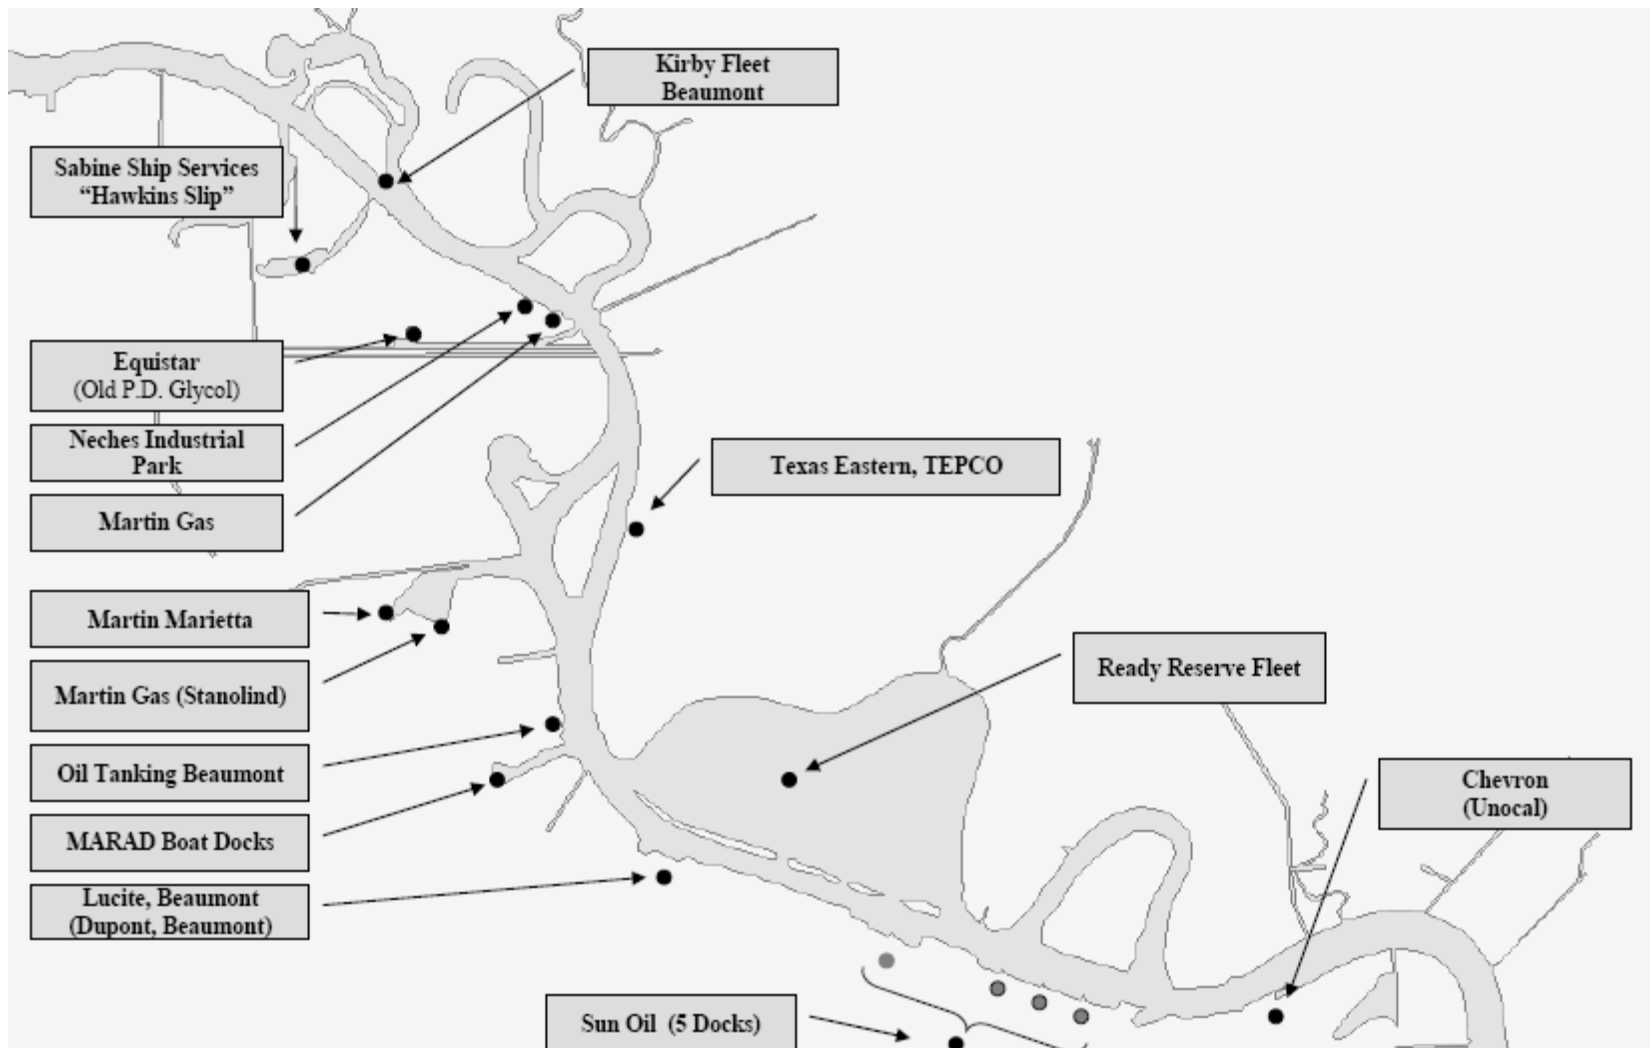 Kirby Fleet
Beaumont
Sabine Ship Services
“Hawkins Slip”
Equistar
(Old P.D. Glycol)
Neches Industrial
Park
Martin Gas
Texas Eastern, TEPCO
Martin Marietta
Martin Gas (Stanolind)
Ready Reserve Fleet
Oil Tanking Beaumont
Chevron
(Unocal)
MARAD Boat Docks
Lucite, Beaumont
(Dupont, Beaumont)
Sun Oil (5 Docks)